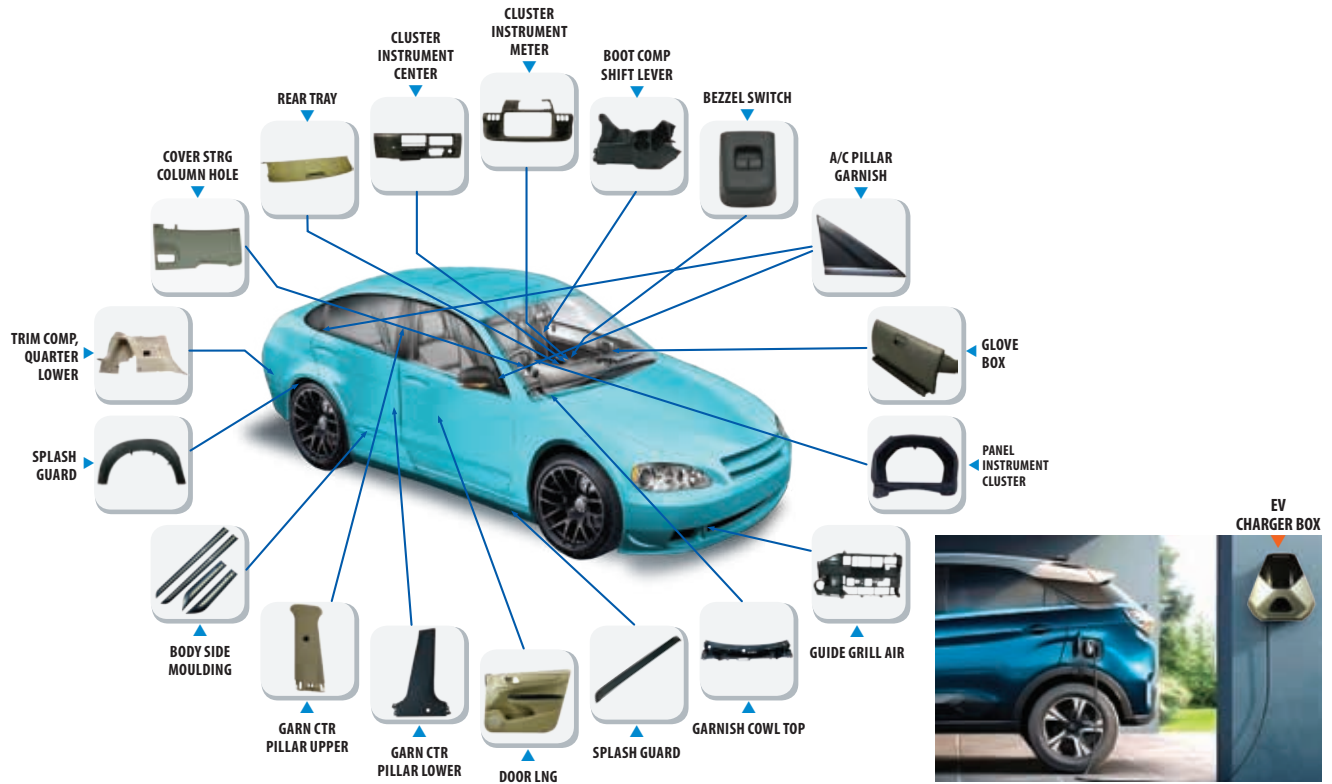 CLUSTER
INSTRUMENT
METER
CLUSTER
INSTRUMENT
CENTER
BOOT COMP
SHIFT LEVER
REAR TRAY
BEZZEL SWITCH
COVER STRG
COLUMN HOLE
A/C PILLAR
GARNISH
TRIM COMP,
QUARTER
LOWER
GLOVE
BOX
SPLASH
GUARD
PANEL
INSTRUMENT
CLUSTER
EV
CHARGER BOX
BODY SIDE
MOULDING
GUIDE GRILL AIR
GARN CTR
PILLAR UPPER
GARN CTR
PILLAR LOWER
DOOR LNG
SPLASH GUARD
GARNISH COWL TOP